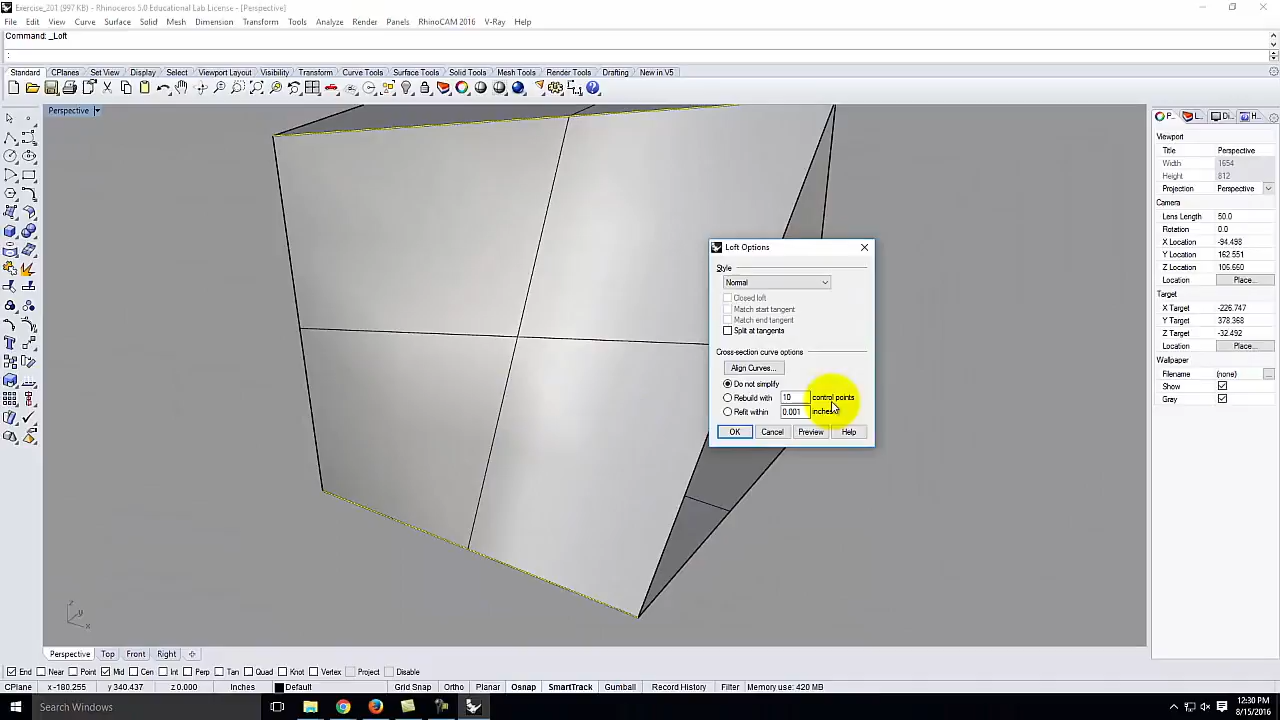 Exercise_201 (997 KB) - Rhinoceros 5.0 Educational Lab License - [Perspective]
File Edit View Curve Surface Solid Mesh Dimension Transform Tools Analyze Render Panels RhinoCAM 2016 V-Ray Help
Command: _Loft
:
Standard CPlanes Set View Display Select Viewport Layout Visibility Transform Curve Tools Surface Tools Solid Tools Mesh Tools Render Tools Drafting New in V5
Perspective
P... L... Di... H...
Viewport
Title Perspective
Width 1654
Height 812
Projection Perspective
Camera
Lens Length 50.0
Rotation 0.0
X Location -94.498
Y Location 162.551
Z Location 106.660
Location Place...
Target
X Target -226.747
Y Target 378.368
Z Target -32.492
Location Place...
Wallpaper
Filename (none) ...
Show
Gray
Loft Options
Style
Normal
Closed loft
Match start tangent
Match end tangent
Split at tangents
Cross-section curve options
Align Curves...
Do not simplify
Rebuild with 10 control points
Refit within 0.001 inches
OK Cancel Preview Help
z
y
x
Perspective Top Front Right
End Near Point Mid Cen Int Perp Tan Quad Knot Vertex Project Disable
CPlane x -180.255 y 340.437 z 0.000 Inches Default Grid Snap Ortho Planar Osnap SmartTrack Gumball Record History Filter Memory use: 420 MB
Search Windows
12:30 PM
8/15/2016